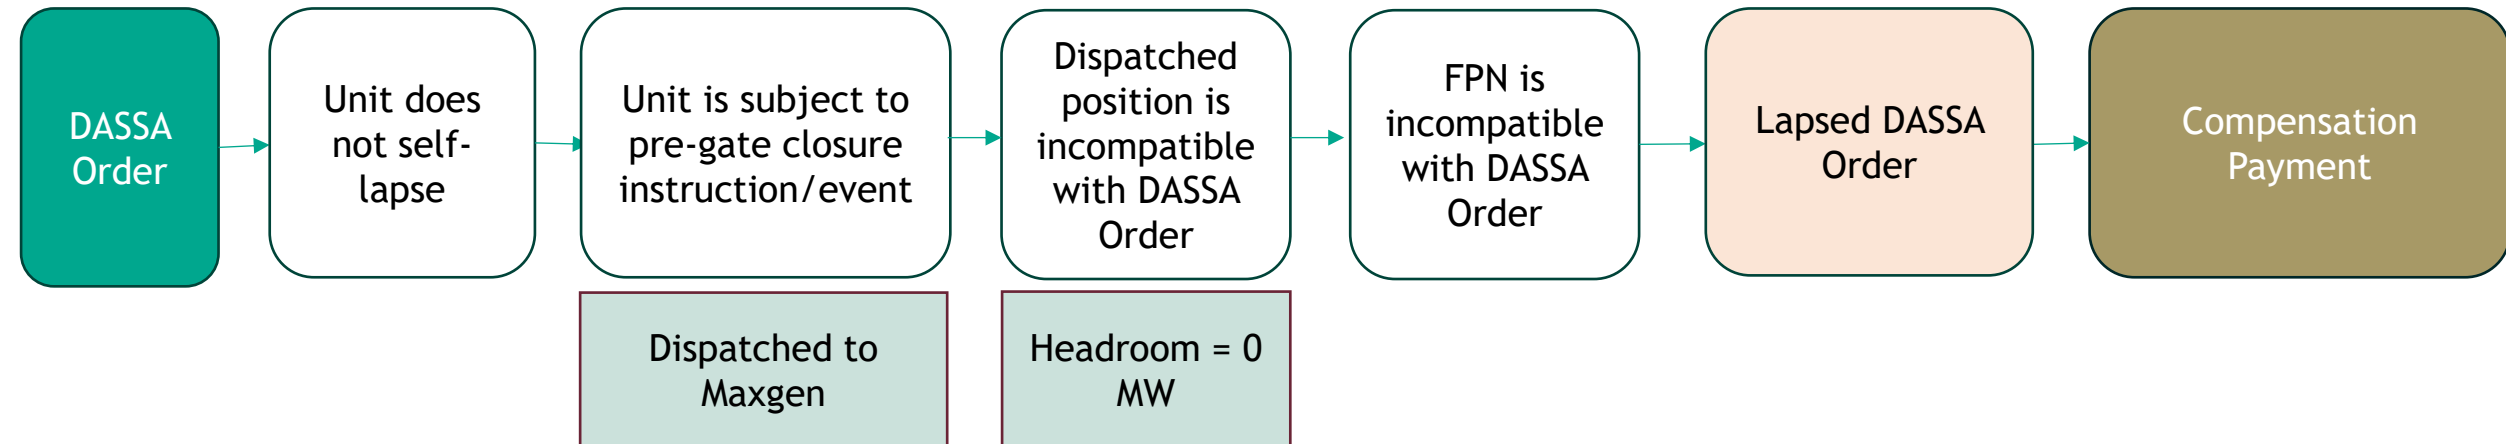 DASSA
Order
Unit does
not self-
lapse
Unit is subject to
pre-gate closure
instruction/event
Dispatched
position is
incompatible
with DASSA
Order
FPN is
incompatible
with DASSA
Order
Lapsed DASSA
Order
Compensation
Payment
Dispatched to
Maxgen
Headroom = 0
MW